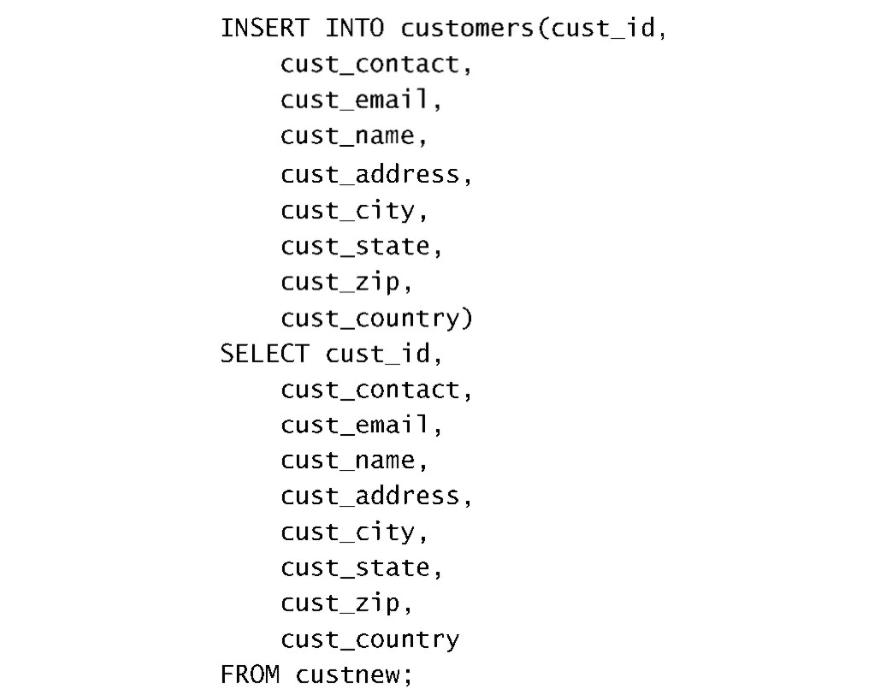 INSERT INTO customers(cust_id,
    cust_contact,
    cust_email,
    cust_name,
    cust_address,
    cust_city,
    cust_state,
    cust_zip,
    cust_country)
SELECT cust_id,
    cust_contact,
    cust_email,
    cust_name,
    cust_address,
    cust_city,
    cust_state,
    cust_zip,
    cust_country
FROM custnew;